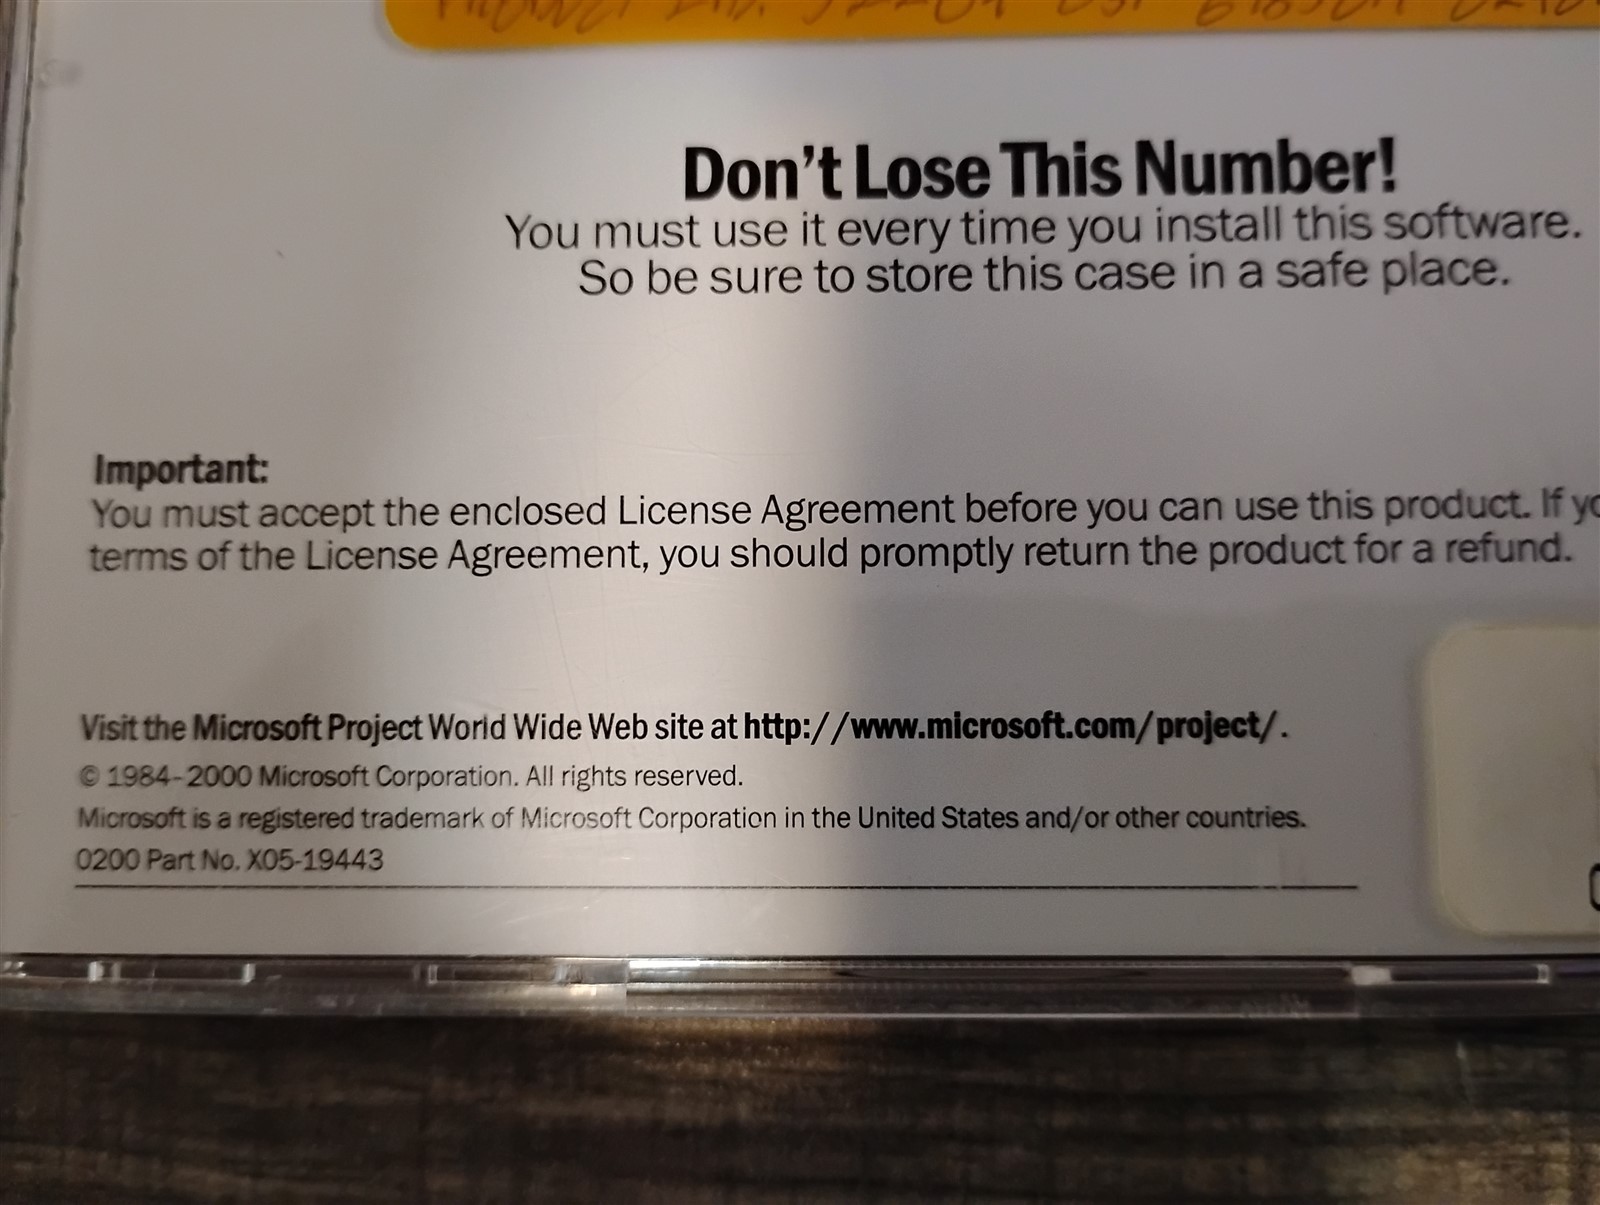 Don't Lose This Number!
You must use it every time you install this software.
So be sure to store this case in a safe place.
Important:
You must accept the enclosed License Agreement before you can use this product. If
terms of the License Agreement, you should promptly return the product for a refund.
Visit the Microsoft Project World Wide Web site at http://www.microsoft.com/project/.
© 1984-2000 Microsoft Corporation. All rights reserved.
Microsoft is a registered trademark of Microsoft Corporation in the United States and/or other countries.
0200 Part No. X05-19443